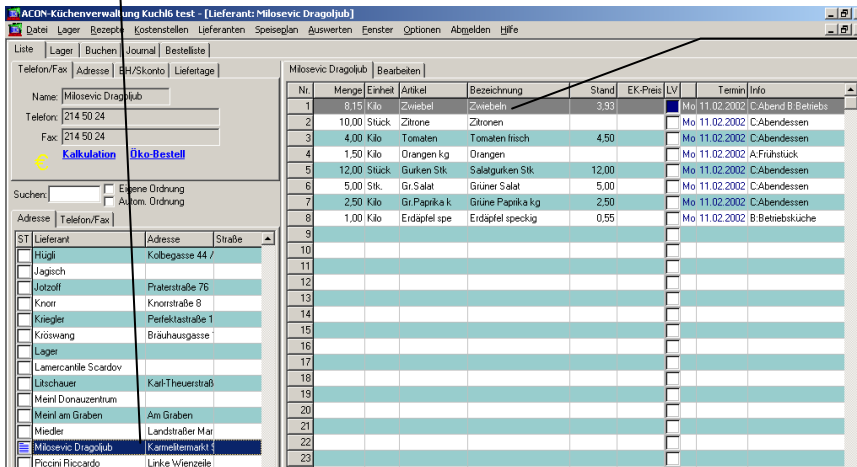 ACON-Küchenverwaltung Kuchl6 test - [Lieferant: Milosevic Dragoljub]
Datei Lager Rezepte Kostenstellen Lieferanten Speiseplan Auswerten Fenster Optionen Abmelden Hilfe
Liste Lager Buchen Journal Bestelliste
Telefon/Fax Adresse BH/Skonto Liefertage
Name: Milosevic Dragoljub
Telefon: 214 50 24
Fax: 214 50 24
€ Kalkulation Öko-Bestell
Suchen: Eigene Ordnung
Autom. Ordnung
Adresse Telefon/Fax
ST Lieferant Adresse Straße
Hügli Kolbegasse 44 /
Jagisch
Jotzoff Praterstraße 76
Knorr Knorrstraße 8
Kriegler Perfektastraße 1
Kröswang Bräuhausgasse
Lager
Lamercantile Scardov
Litschauer Karl-Theuerstraß
Meinl Donauzentrum
Meinl am Graben Am Graben
Miedler Landstraßer Mar
Milosevic Dragoljub Karmelitermarkt
Piccini Riccardo Linke Wienzeile
Milosevic Dragoljub Bearbeiten
Nr. Menge Einheit Artikel Bezeichnung Stand EK-Preis LV Termin Info
1 8,15 Kilo Zwiebel Zwiebeln 3,93 Mo 11.02.2002 C:Abend B:Betriebs
2 10,00 Stück Zitrone Zitronen Mo 11.02.2002 C:Abendessen
3 4,00 Kilo Tomaten Tomaten frisch 4,50 Mo 11.02.2002 C:Abendessen
4 1,50 Kilo Orangen kg Orangen Mo 11.02.2002 A:Frühstück
5 12,00 Stück Gurken Stk Salatgurken Stk 12,00 Mo 11.02.2002 C:Abendessen
6 5,00 Stk. Gr.Salat Grüner Salat 5,00 Mo 11.02.2002 C:Abendessen
7 2,50 Kilo Gr.Paprika k Grüne Paprika kg 2,50 Mo 11.02.2002 C:Abendessen
8 1,00 Kilo Erdäpfel spe Erdäpfel speckig 0,55 Mo 11.02.2002 B:Betriebsküche
9
10
11
12
13
14
15
16
17
18
19
20
21
22
23